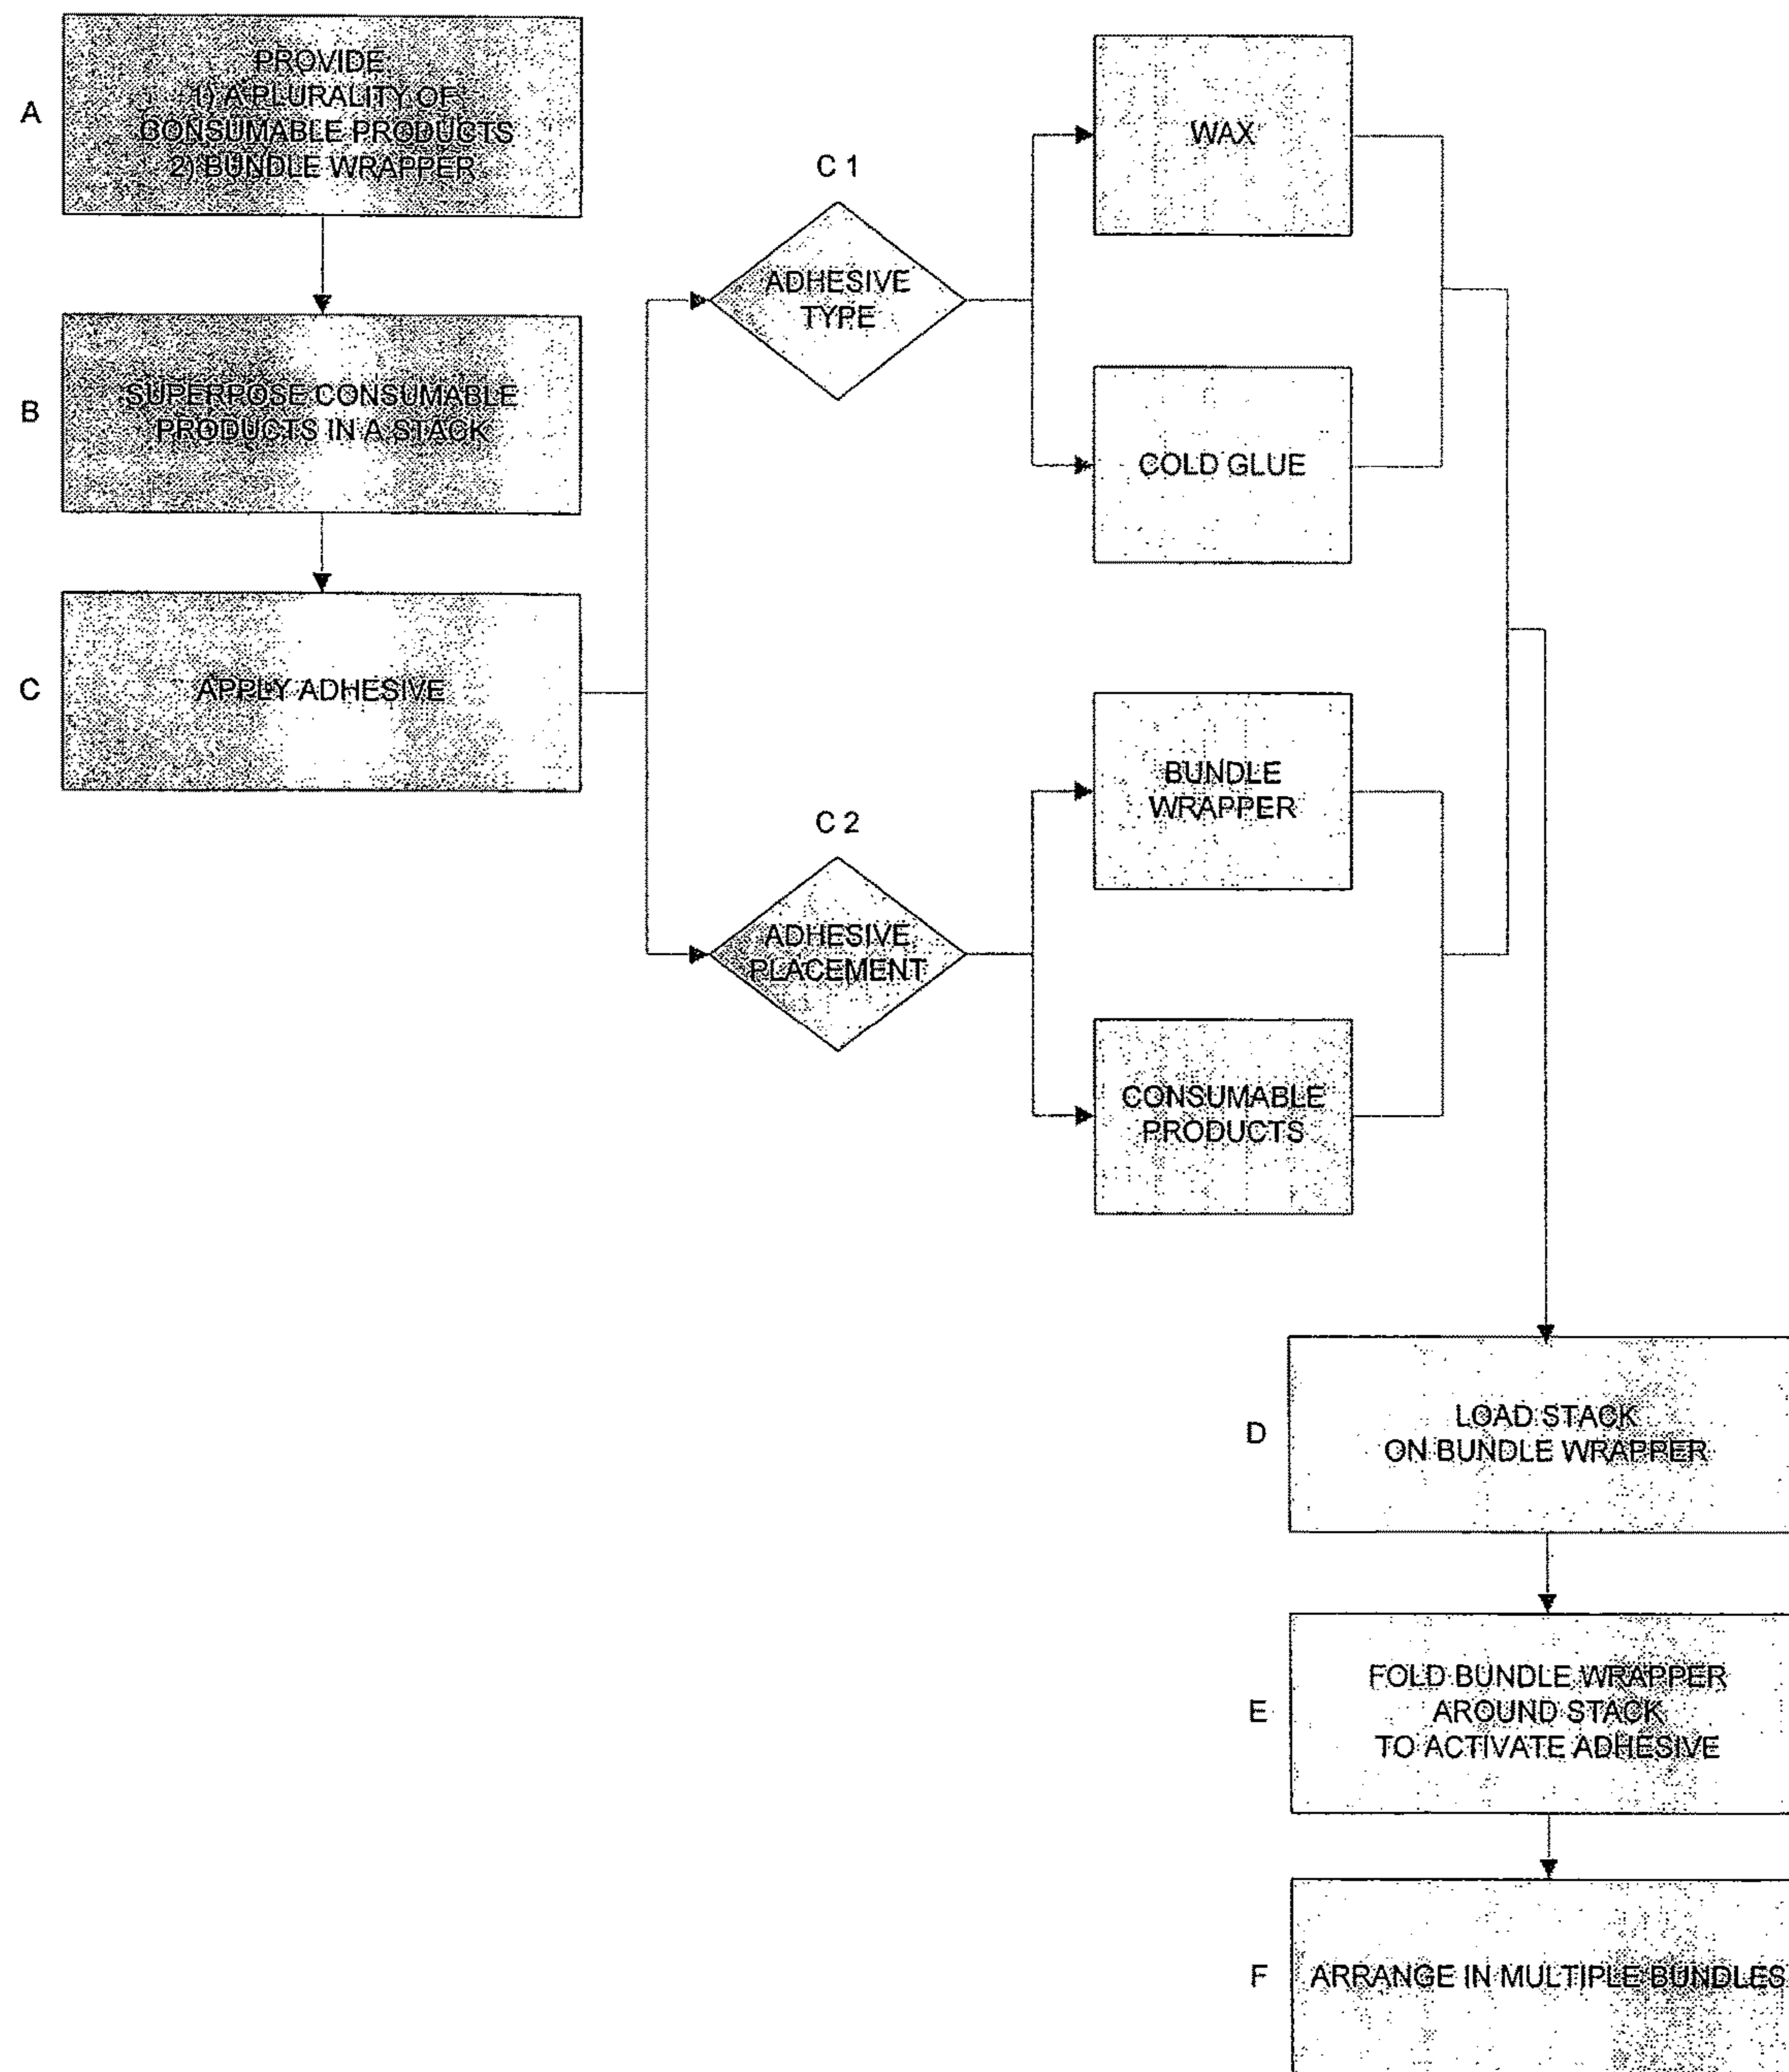 A
PROVIDE
1) A PLURALITY OF
CONSUMABLE PRODUCTS
2) BUNDLE WRAPPER
B
SUPERPOSE CONSUMABLE
PRODUCTS IN A STACK
C
APPLY ADHESIVE
C 1
ADHESIVE
TYPE
WAX
COLD GLUE
C 2
ADHESIVE
PLACEMENT
BUNDLE
WRAPPER
CONSUMABLE
PRODUCTS
D
LOAD STACK
ON BUNDLE WRAPPER
E
FOLD BUNDLE WRAPPER
AROUND STACK
TO ACTIVATE ADHESIVE
F
ARRANGE IN MULTIPLE BUNDLES